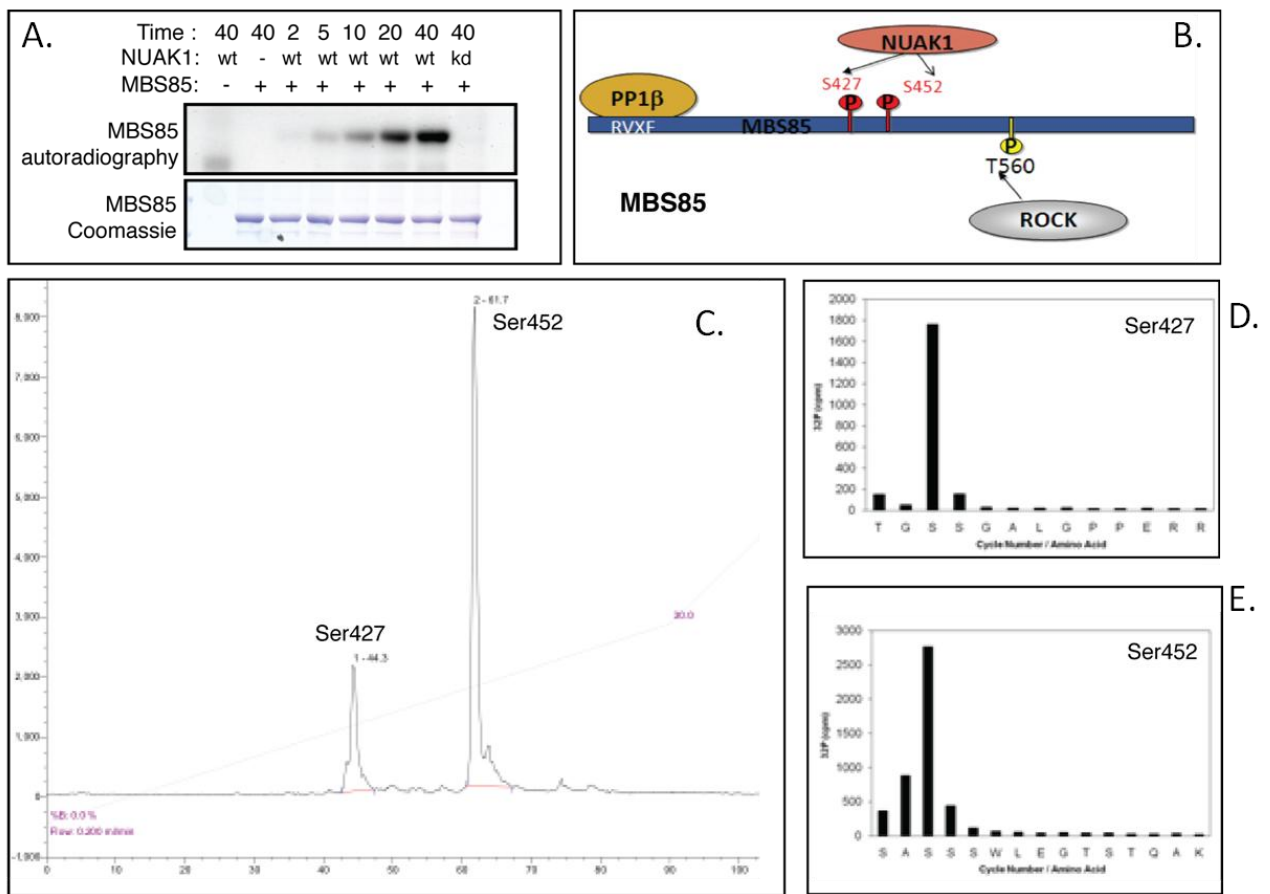 A.
Time : 40 40 2 5 10 20 40 40
NUAK1: wt - wt wt wt wt wt kd
MBS85: - + + + + + + +
MBS85
autoradiography
MBS85
Coomassie
B.
NUAK1
S427
S452
P P
PP1β
RVXF
MBS85
P
T560
MBS85
ROCK
C.
2 - 61.7
Ser452
8,000
7,000
6,000
5,000
4,000
3,000
2,000
1,000
0
-1,000
Ser427
1 - 44.3
20.0
%B: 0.0 %
Flow: 0.200 ml/min
0 10 20 30 40 50 60 70 80 90 100
D.
Ser427
2000
1800
1600
1400
1200
1000
800
600
400
200
0
32P (cpm)
T G S S G A L G P P E R R
Cycle Number / Amino Acid
E.
Ser452
3000
2500
2000
1500
1000
500
0
32P (cpm)
S A S S S W L E G T S T Q A K
Cycle Number / Amino Acid